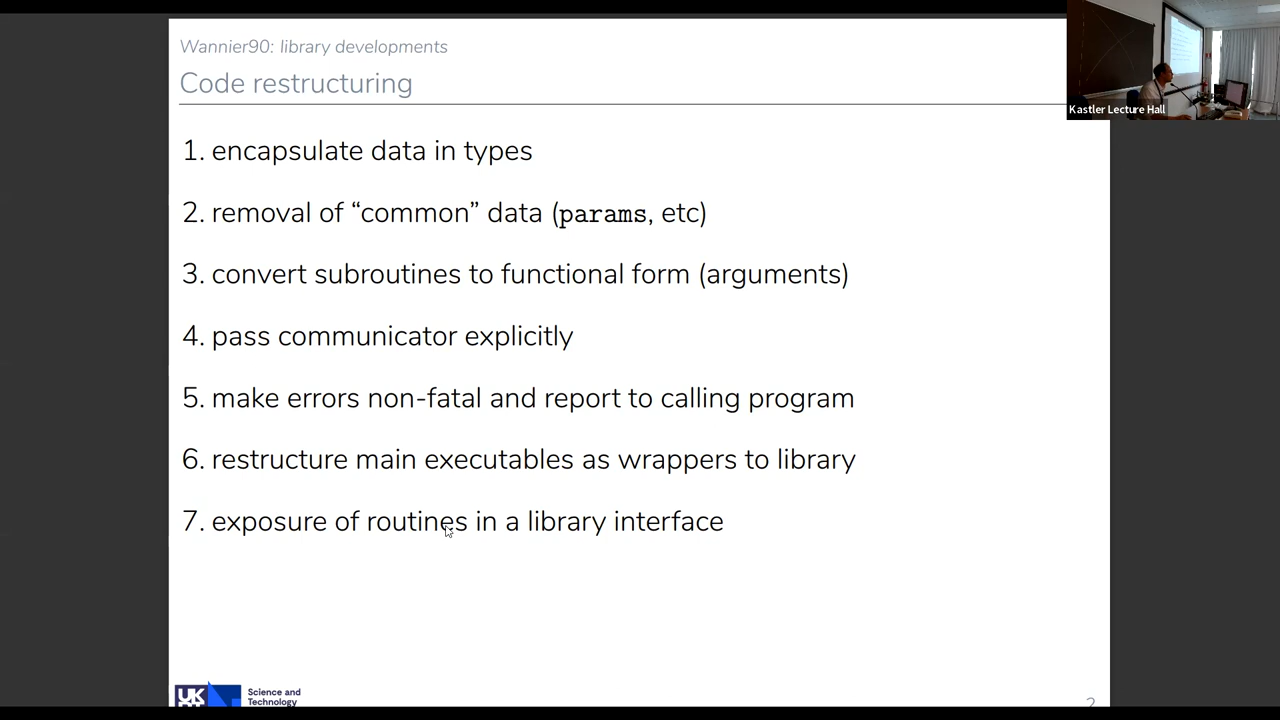 Wannier90: library developments
Code restructuring
Kastler Lecture Hall
1. encapsulate data in types
2. removal of “common” data (params, etc)
3. convert subroutines to functional form (arguments)
4. pass communicator explicitly
5. make errors non-fatal and report to calling program
6. restructure main executables as wrappers to library
7. exposure of routines in a library interface
UK
Science and
Technology
2